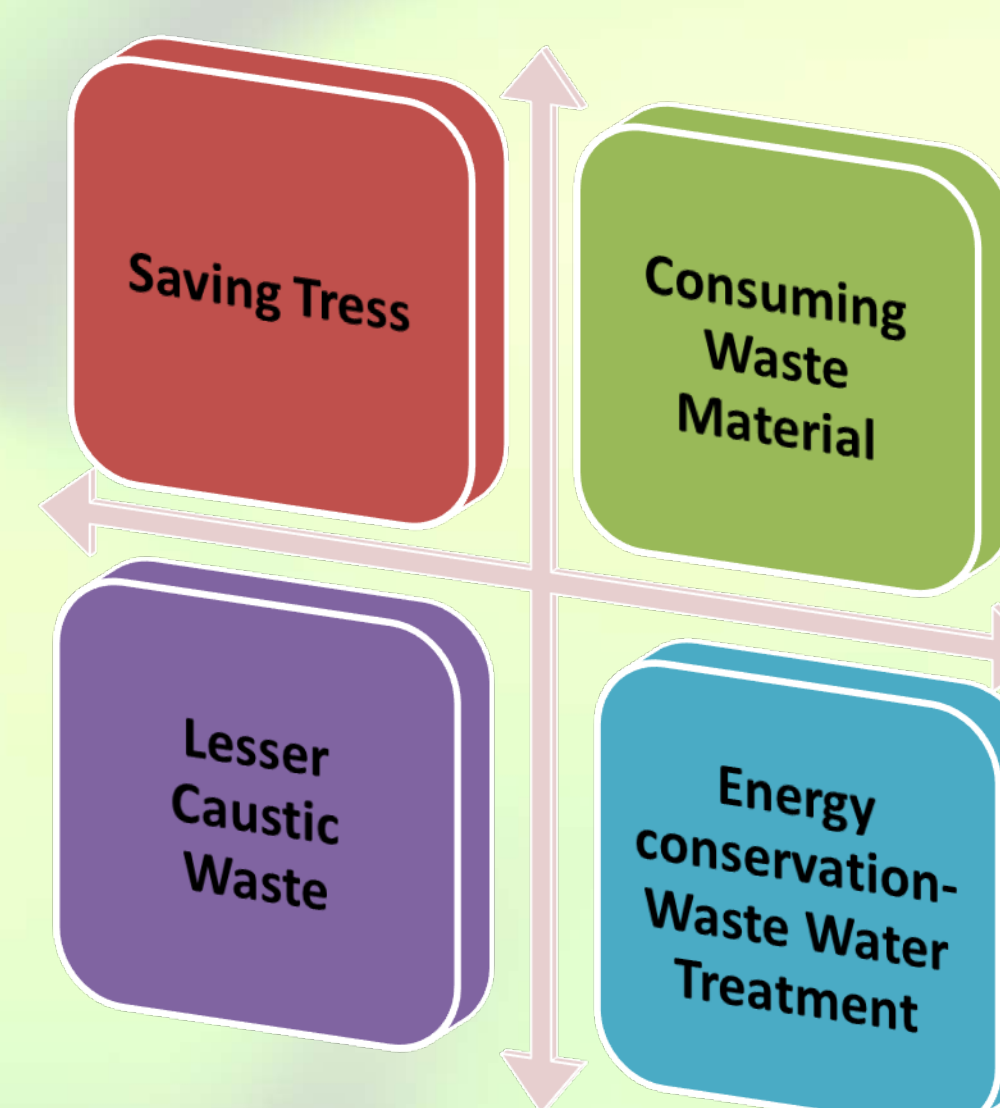 Saving Tress
Consuming
Waste
Material
Lesser
Caustic
Waste
Energy
conservation-
Waste Water
Treatment